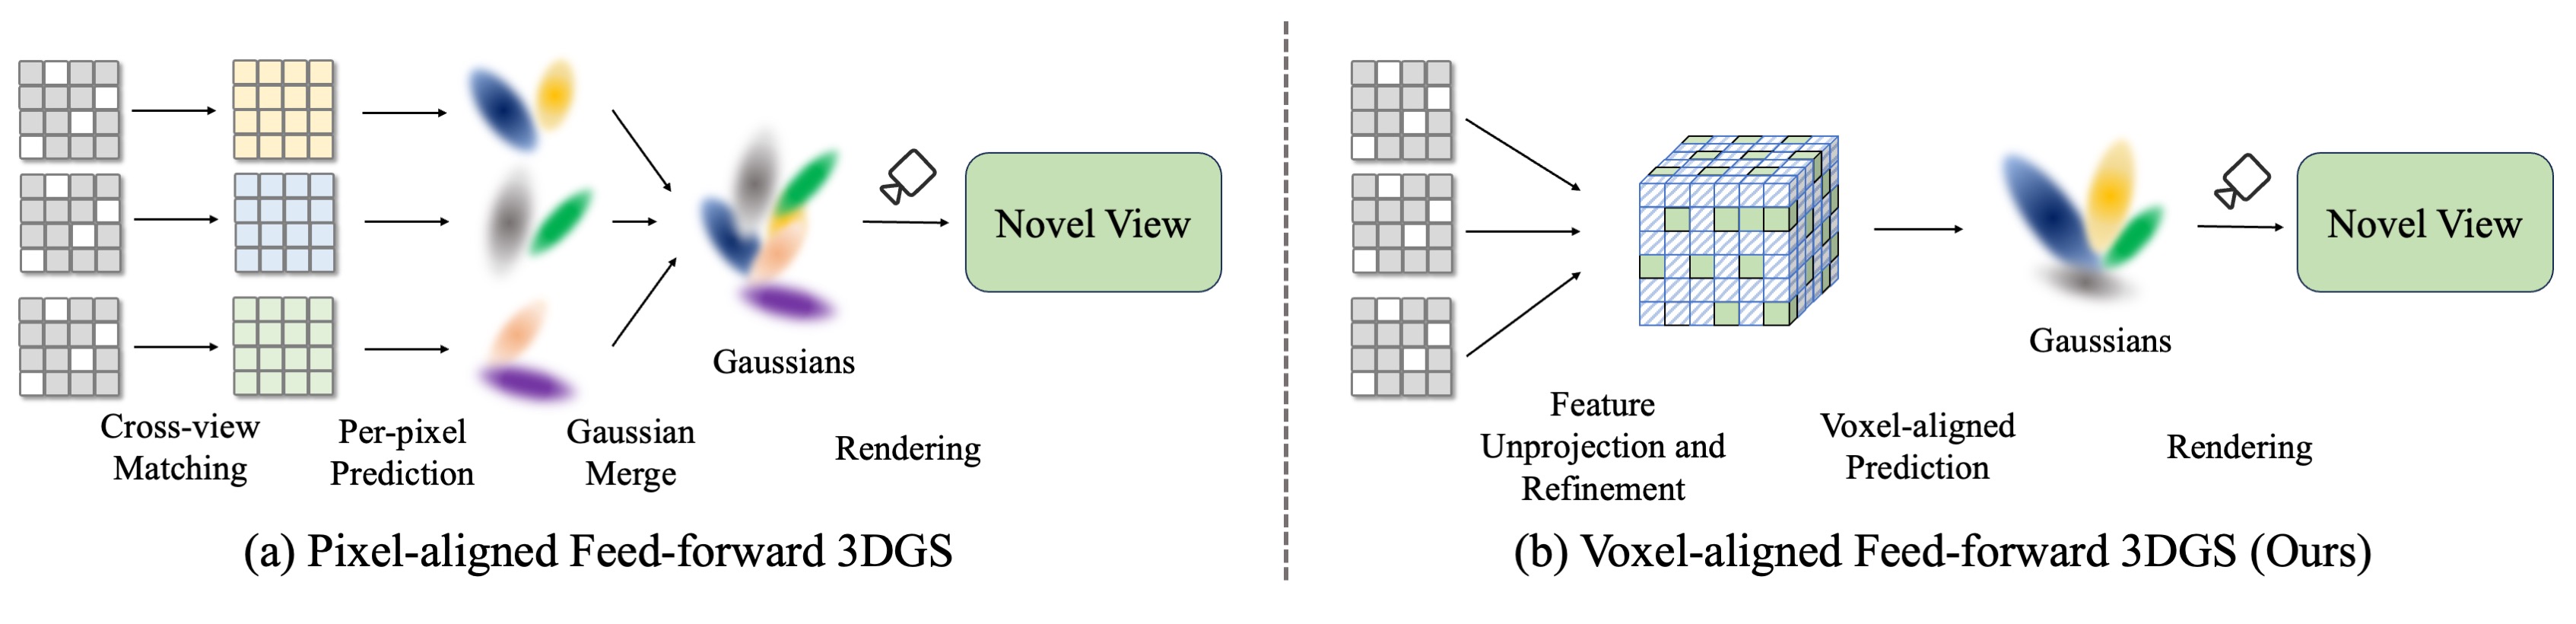 Novel View
Gaussians
Cross-view
Matching
Per-pixel
Prediction
Gaussian
Merge
Rendering
(a) Pixel-aligned Feed-forward 3DGS
Novel View
Gaussians
Feature
Unprojection and
Refinement
Voxel-aligned
Prediction
Rendering
(b) Voxel-aligned Feed-forward 3DGS (Ours)